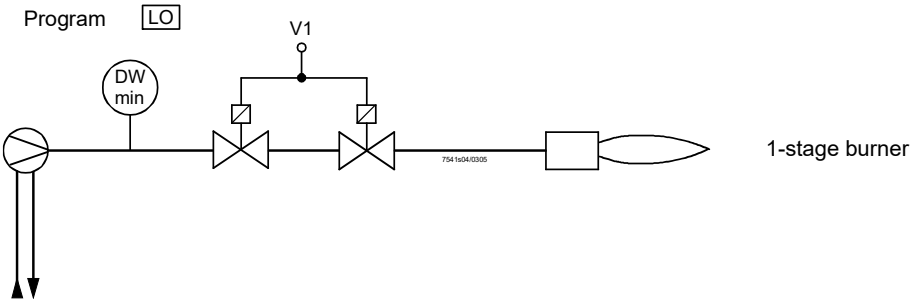 Program LO
V1
DW
min
7541s04/0305
1-stage burner